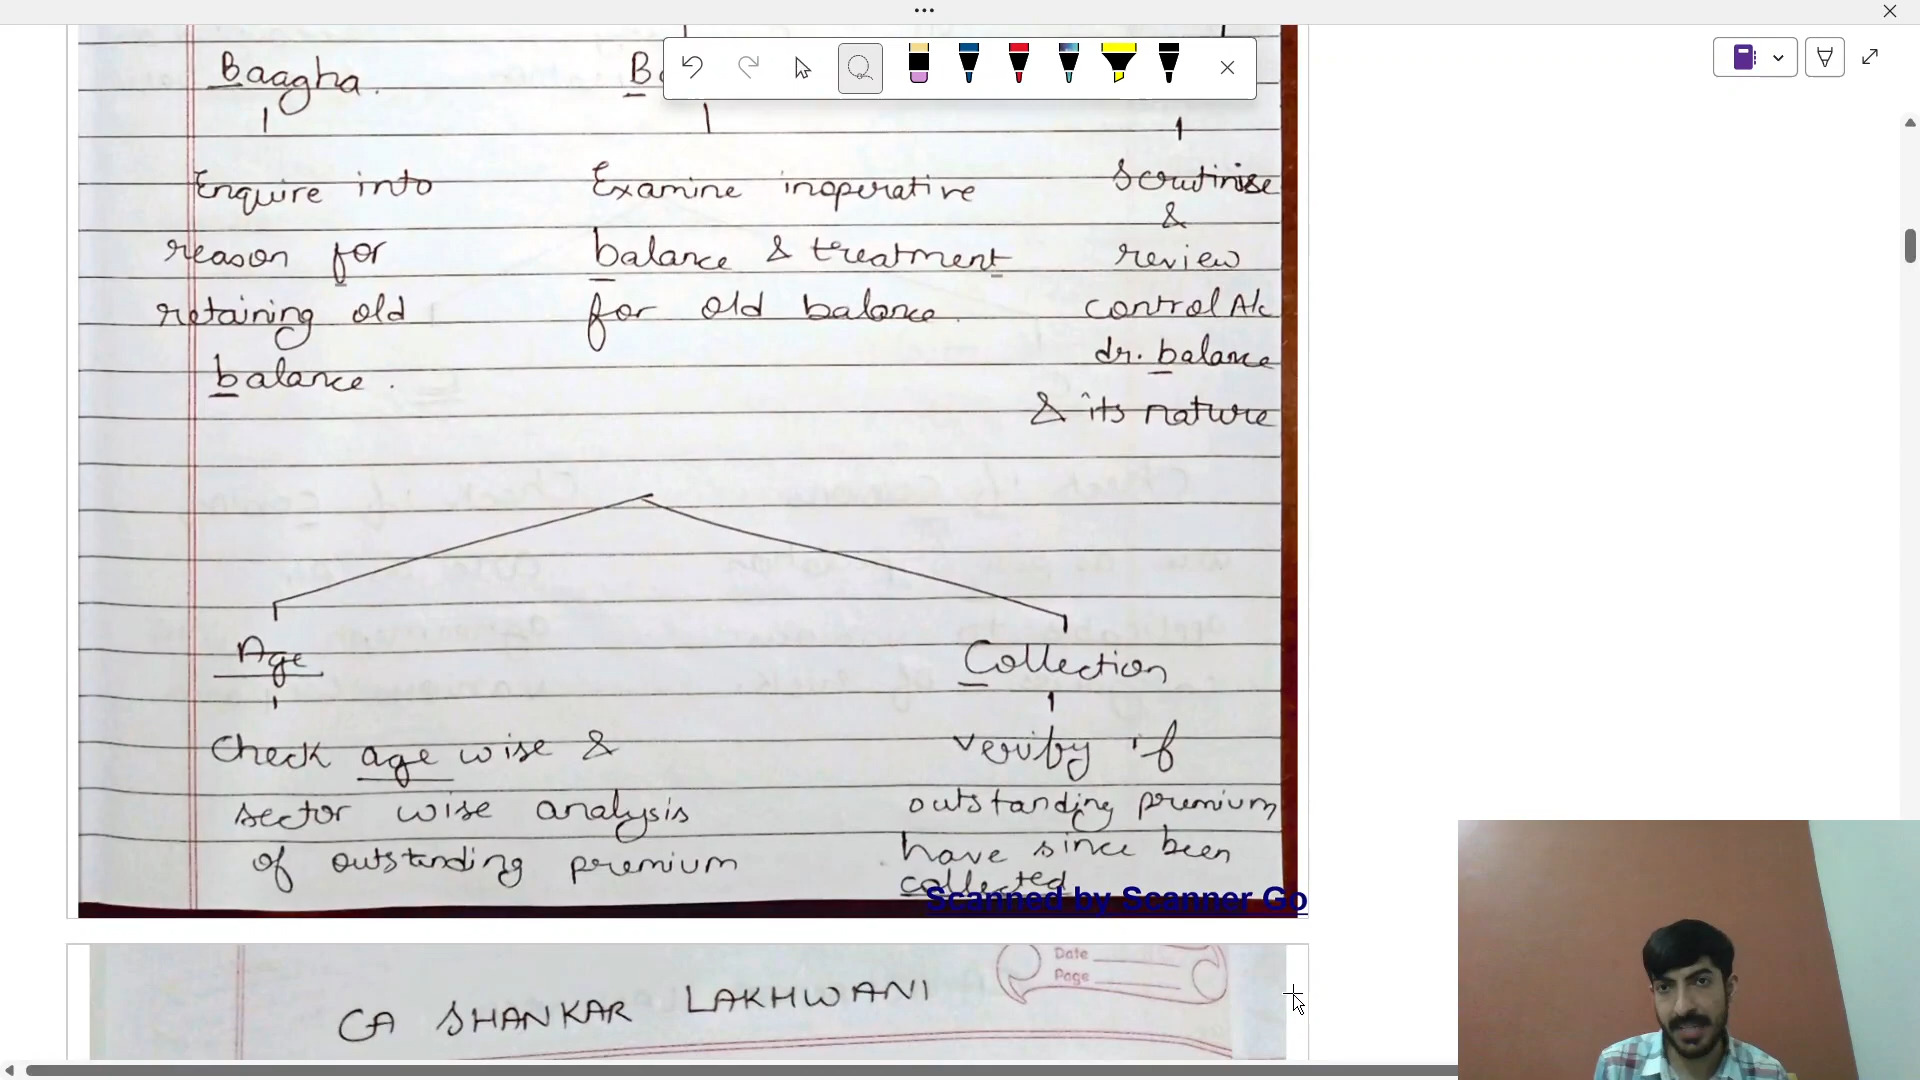 Baagha.
Enquire into
reason for
retaining old
balance.
Examine inoperative
balance & treatment
for old balance.
Scrutinise
&
review
control A/c
dr. balance
& its nature
Age
Check age wise &
sector wise analysis
of outstanding premium
Collection
Verify if
outstanding premium
have since been
collected
Scanned by Scanner Go
Date
Page
CA SHANKAR LAKHWANI